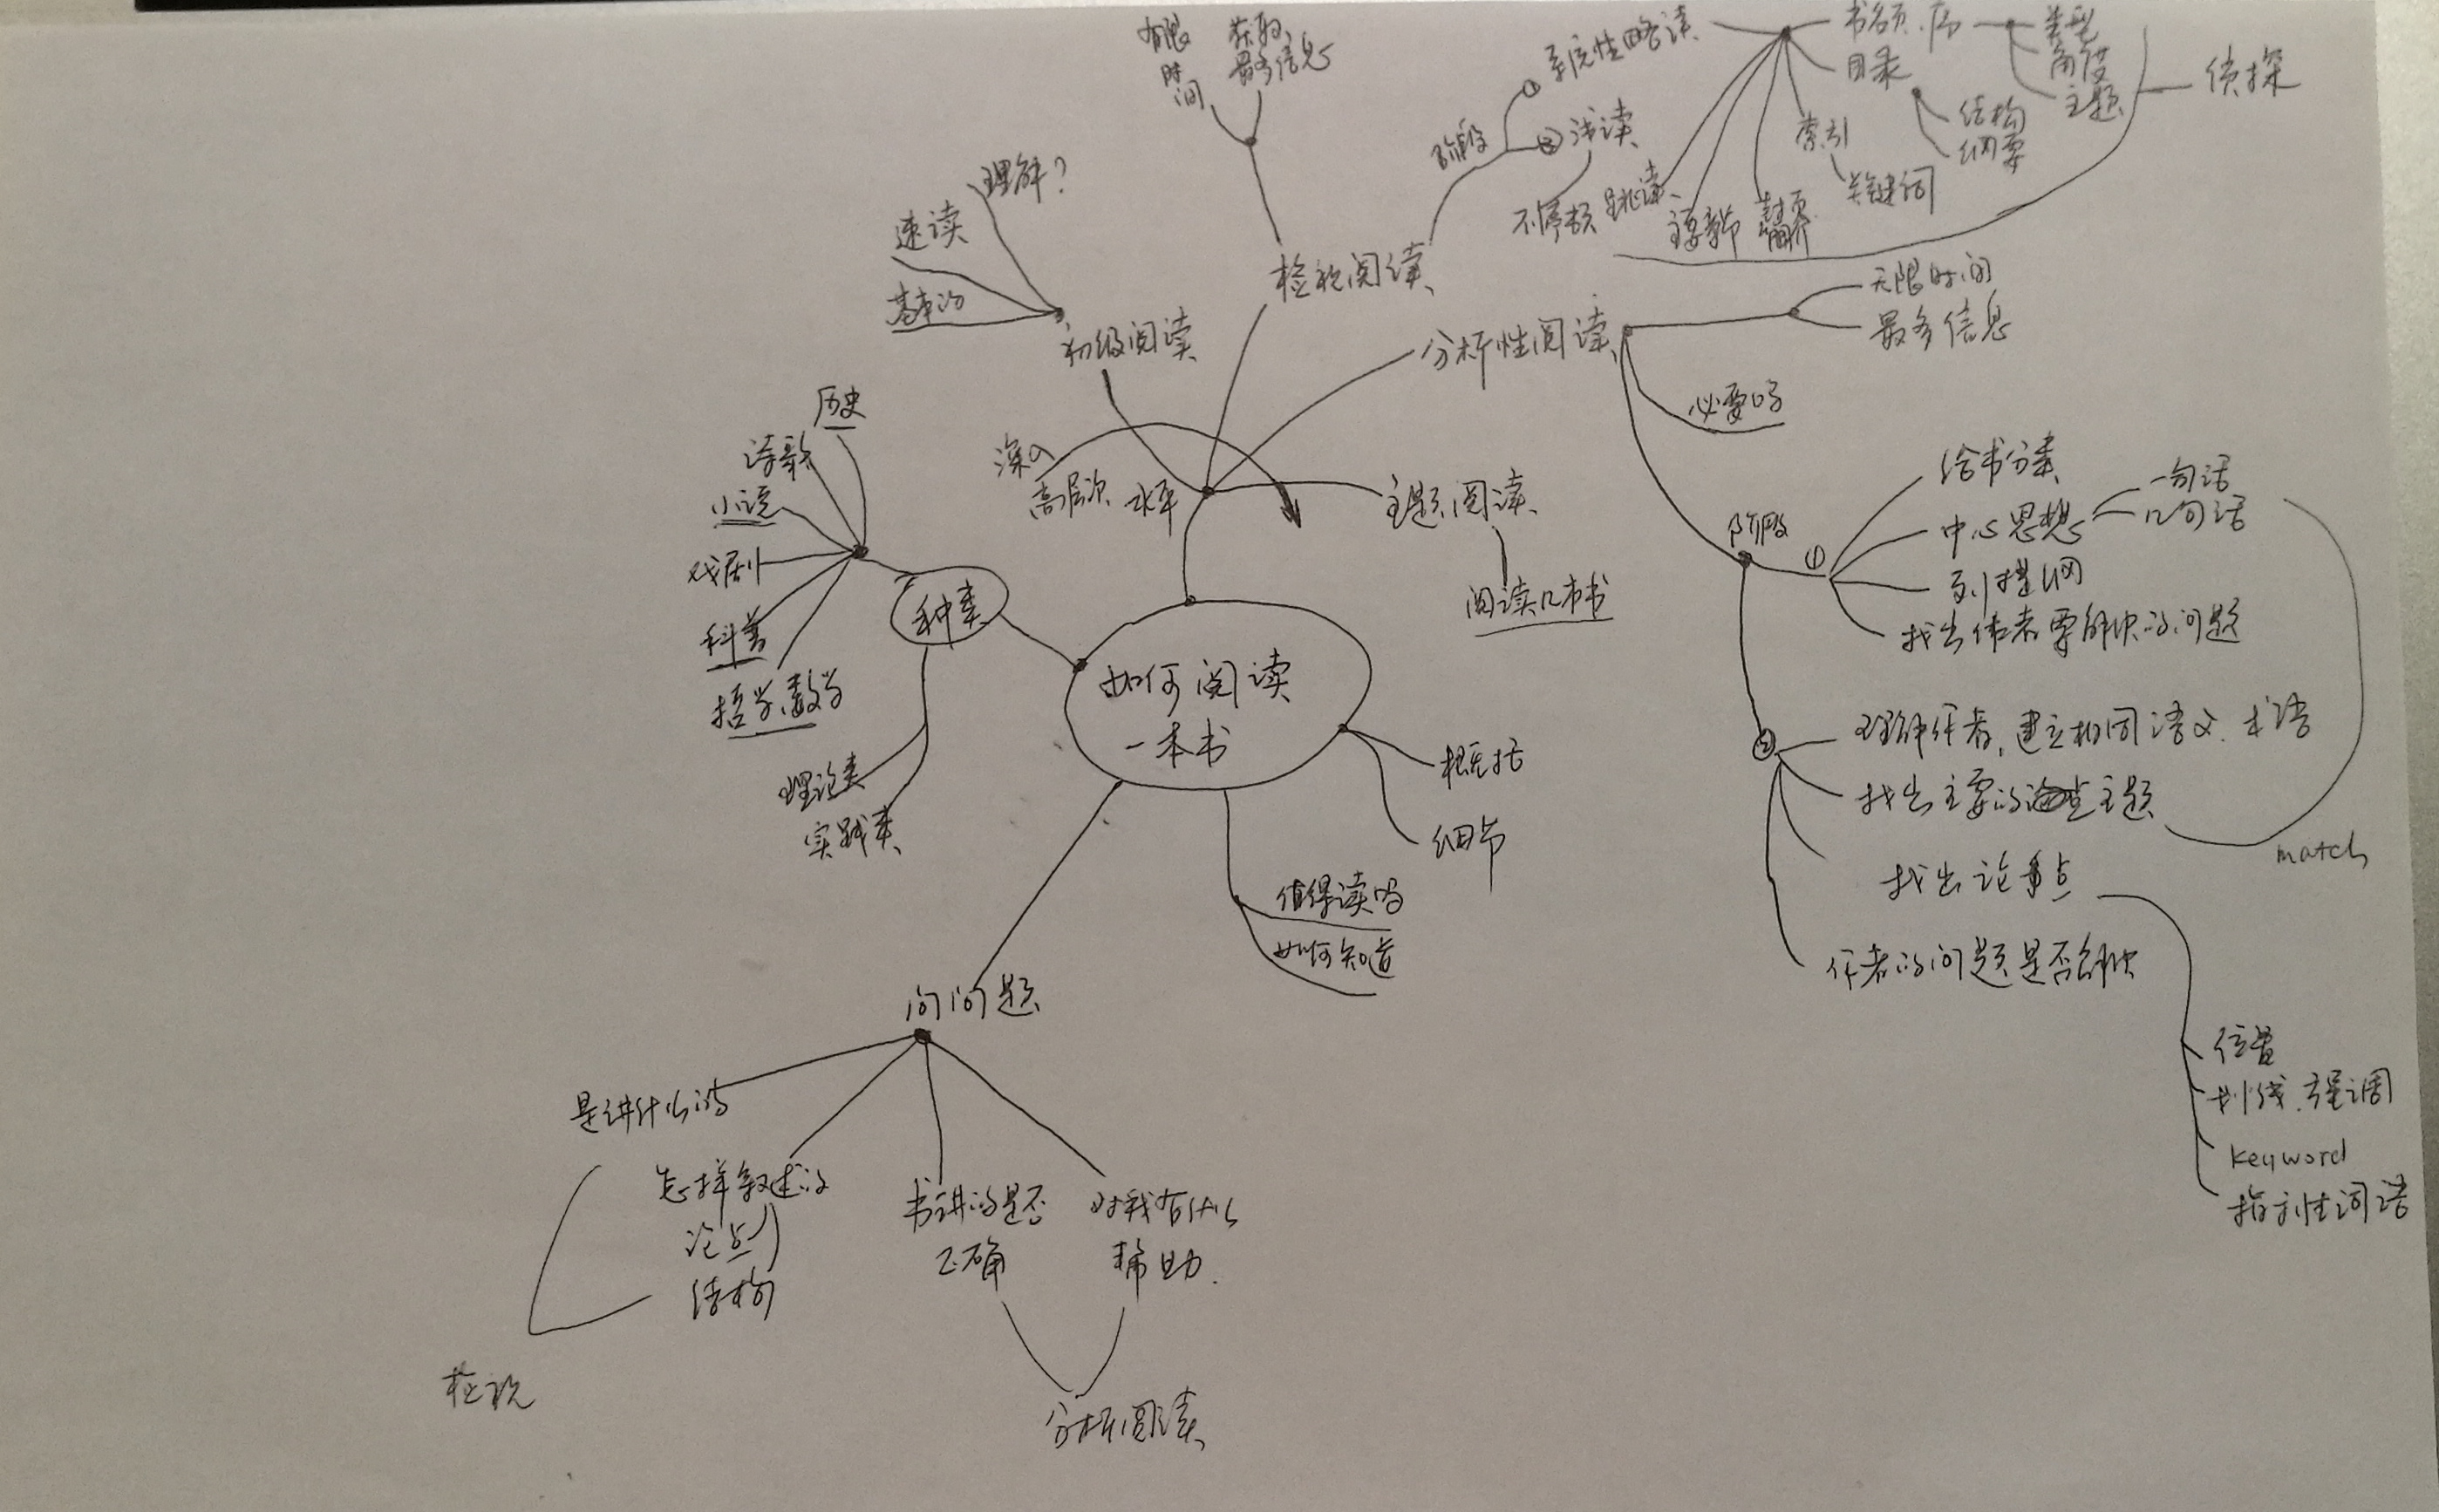 有限
时间
获取
最多信息
阶段
①系统性略读
②浅读
不停顿
跳读
主要章节
索引
关键词
书名页、序
目录
类型
角度
主题
结构
纲要
侦探
理解？
速读
基本的
初级阅读
检视阅读
分析性阅读
无限时间
最多信息
必要吗
历史
诗歌
小说
戏剧
科普
哲学、数学
种类
理论类
实践类
深入
高层次
水平
主题阅读
阅读几本书
如何阅读
一本书
概括
细节
值得读吗
如何知道
阶段
①
给书分类
中心思想
一句话
几句话
列提纲
找出作者要解决的问题
②
理解作者，建立相同语义、术语
找出主要的主题
match
找出论点
作者的问题是否解决
位置
划线、强调
keyword
指示性词语
问问题
是讲什么的
怎样叙述的
论点
结构
书讲的是否
正确
对我有什么
帮助
检视
分析阅读